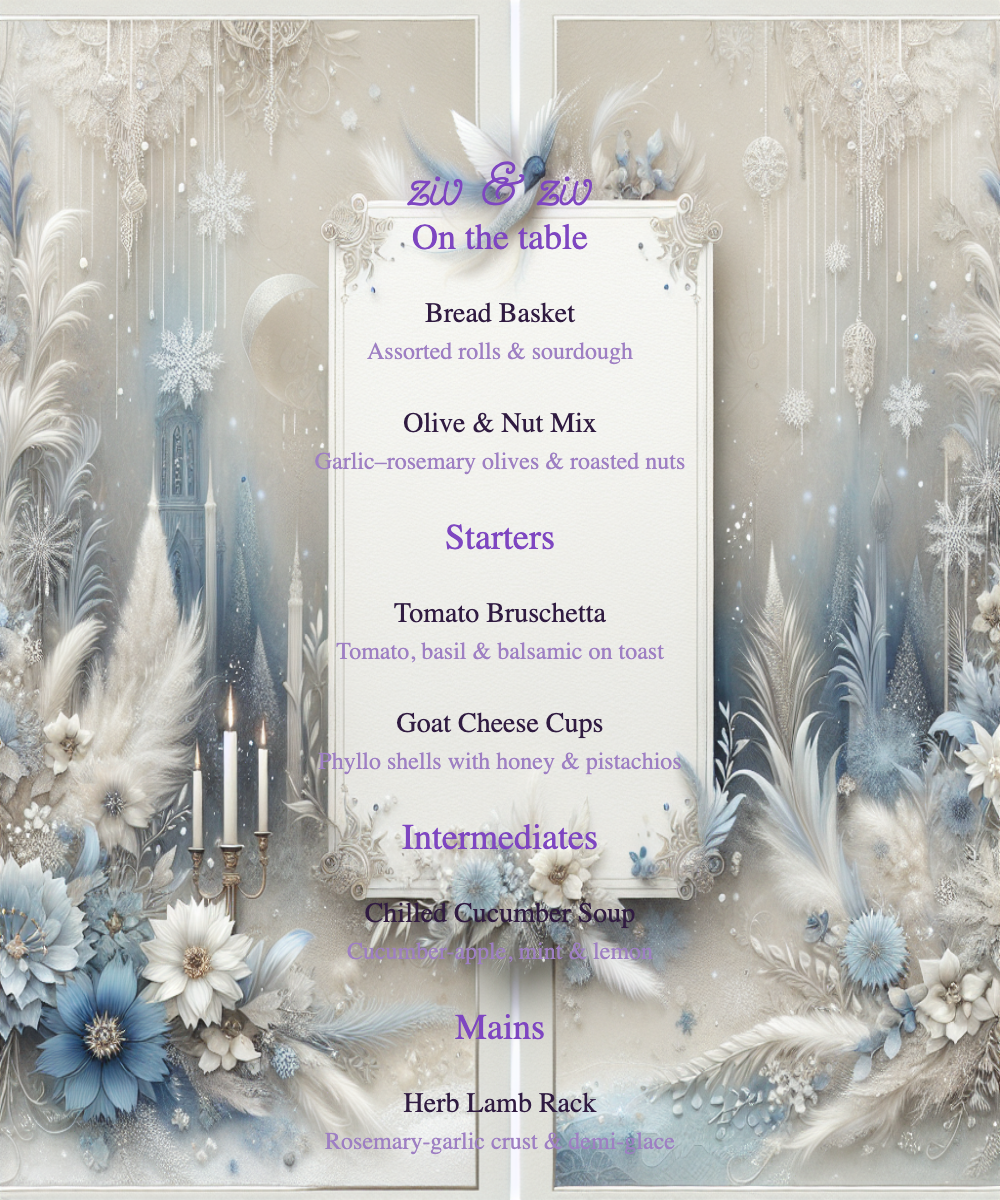 ziv & ziv
On the table
Bread Basket
Assorted rolls & sourdough
Olive & Nut Mix
Garlic–rosemary olives & roasted nuts
Starters
Tomato Bruschetta
Tomato, basil & balsamic on toast
Goat Cheese Cups
Phyllo shells with honey & pistachios
Intermediates
Chilled Cucumber Soup
Cucumber-apple, mint & lemon
Mains
Herb Lamb Rack
Rosemary-garlic crust & demi-glace